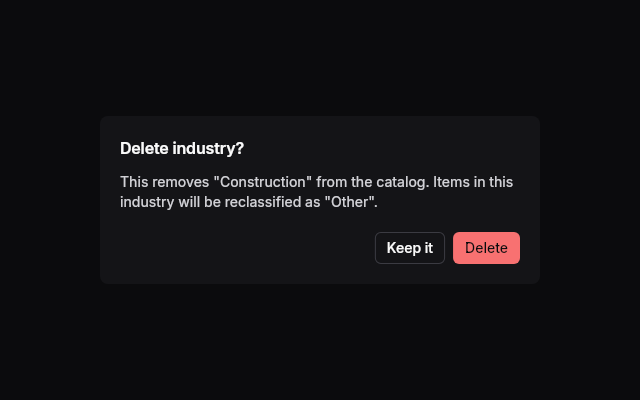 Delete industry?
This removes "Construction" from the catalog. Items in this
industry will be reclassified as "Other".
Keep it
Delete